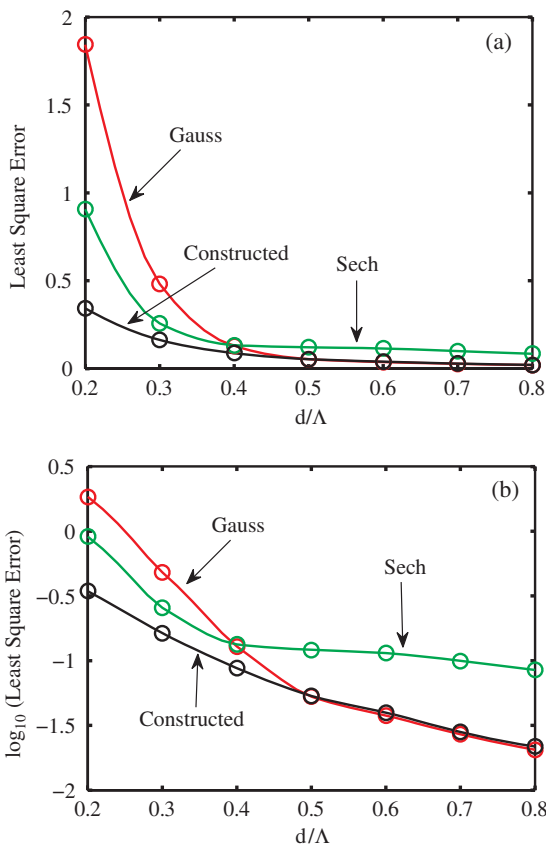 2
(a)
1.5
Gauss
1
Constructed
Sech
0.5
0
0.2 0.3 0.4 0.5 0.6 0.7 0.8
d/Λ
Least Square Error
0.5
(b)
0
Gauss
Sech
−0.5
−1
Constructed
−1.5
−2
0.2 0.3 0.4 0.5 0.6 0.7 0.8
d/Λ
log₁₀ (Least Square Error)